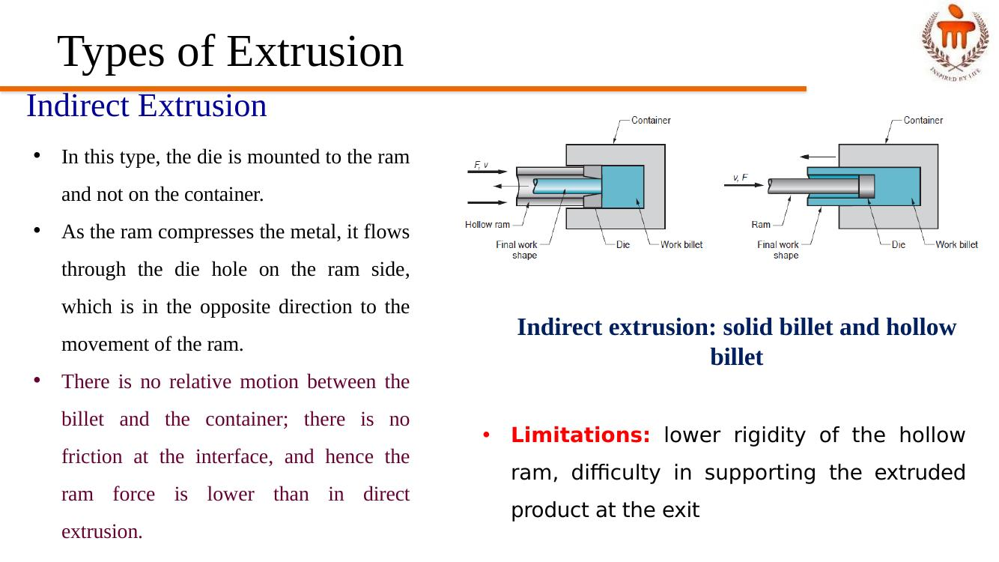 Types of Extrusion
INSPIRED BY LIFE
Indirect Extrusion
• In this type, the die is mounted to the ram
and not on the container.
• As the ram compresses the metal, it flows
through the die hole on the ram side,
which is in the opposite direction to the
movement of the ram.
• There is no relative motion between the
billet and the container; there is no
friction at the interface, and hence the
ram force is lower than in direct
extrusion.
Container
F, v
Hollow ram
Final work
shape
Die
Work billet
Container
v, F
Ram
Final work
shape
Die
Work billet
Indirect extrusion: solid billet and hollow
billet
• Limitations: lower rigidity of the hollow
ram, difficulty in supporting the extruded
product at the exit